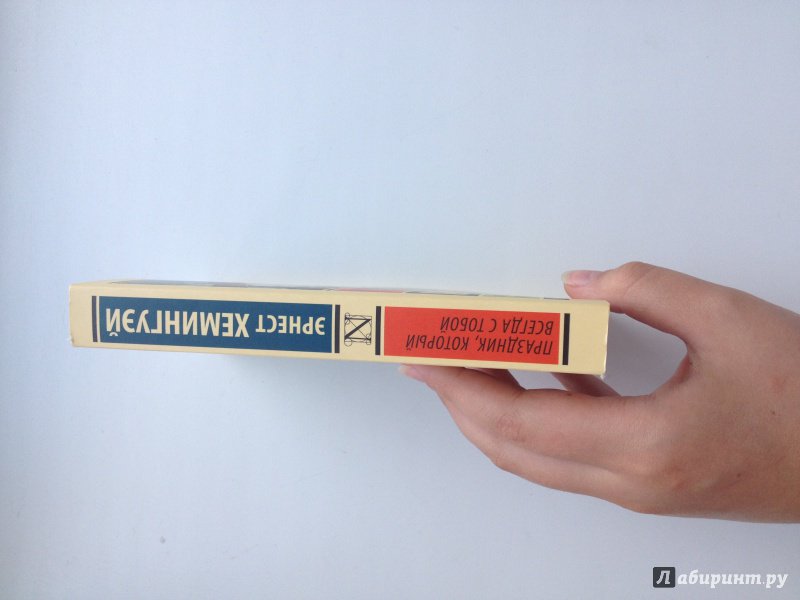 ЭРНЕСТ ХЕМИНГУЭЙ
N
ПРАЗДНИК, КОТОРЫЙ
ВСЕГДА С ТОБОЙ
Лабиринт.ру